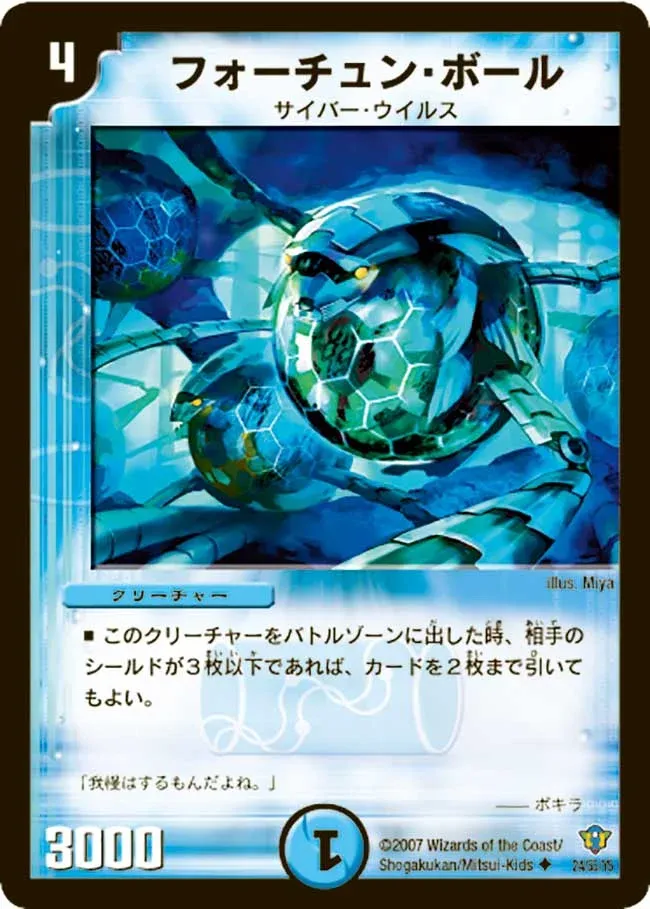 4
フォーチュン・ボール
サイバー・ウイルス
illus. Miya
クリーチャー
■ このクリーチャーをバトルゾーンに出した時、相手の
シールドが3枚以下であれば、カードを2枚まで引いて
もよい。
「我慢はするもんだよね。」
—— ボキラ
3000
1
©2007 Wizards of the Coast/
Shogakukan/Mitsui-Kids ◆